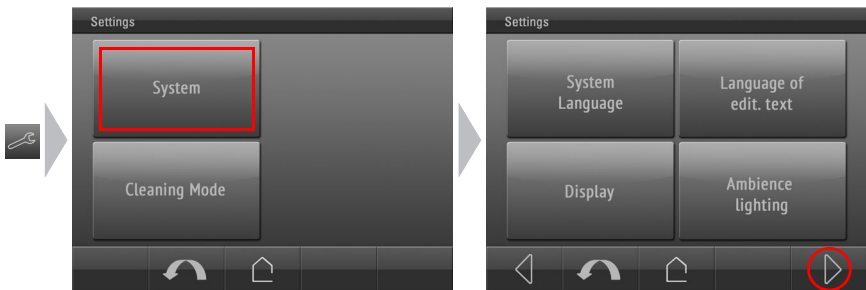 Settings
System
Cleaning Mode
Settings
System
Language
Language of
edit. text
Display
Ambience
lighting